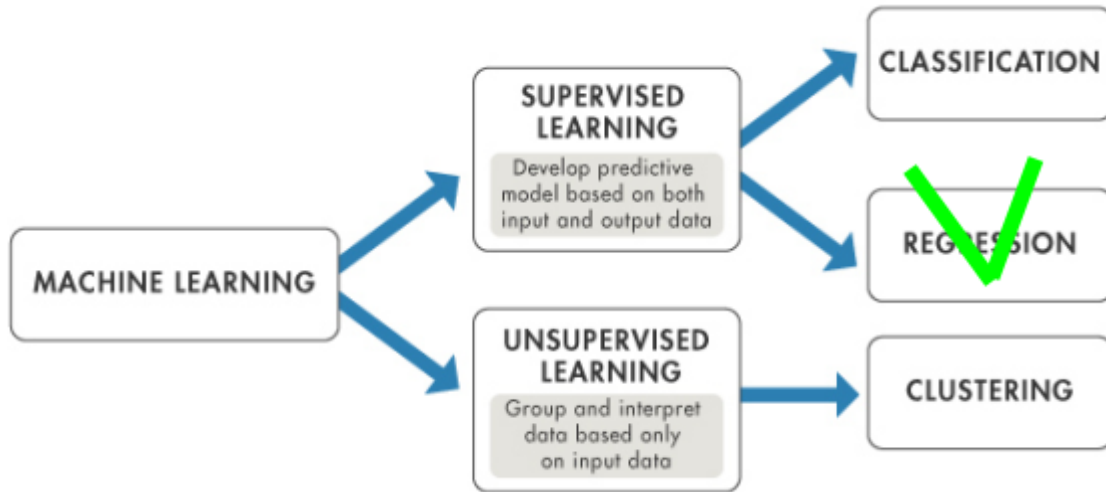 MACHINE LEARNING
SUPERVISED
LEARNING
Develop predictive
model based on both
input and output data
UNSUPERVISED
LEARNING
Group and interpret
data based only
on input data
CLASSIFICATION
REGRESSION
CLUSTERING